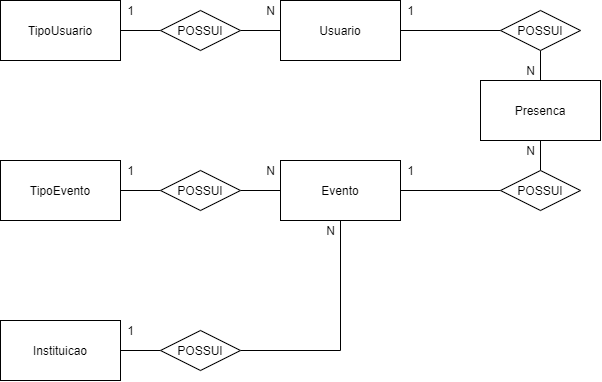 1 N 1
TipoUsuario POSSUI Usuario POSSUI
N
Presenca
1 N 1 N
TipoEvento POSSUI Evento POSSUI
N
1
Instituicao POSSUI